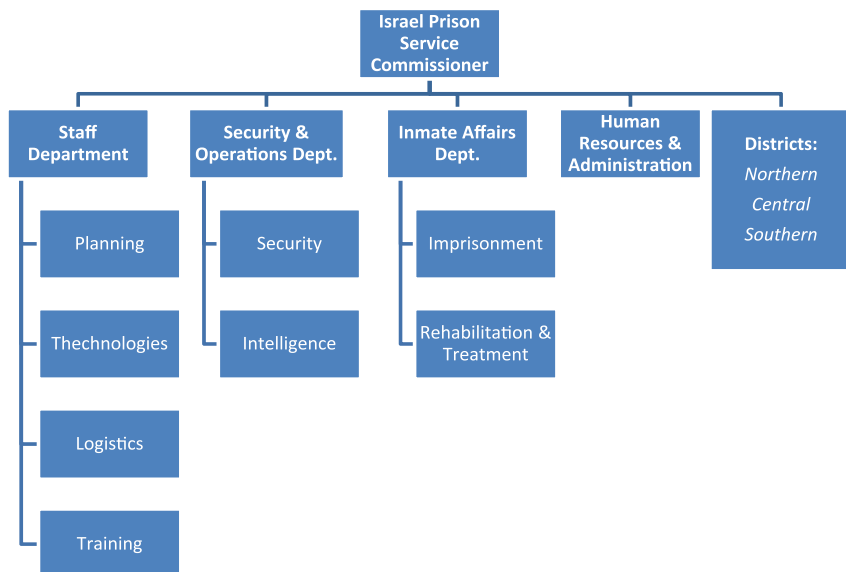 Israel Prison
Service
Commissioner
Staff
Department
Security &
Operations Dept.
Inmate Affairs
Dept.
Human
Resources &
Administration
Districts:
Northern
Central
Southern
Planning
Security
Imprisonment
Thechnologies
Intelligence
Rehabilitation &
Treatment
Logistics
Training